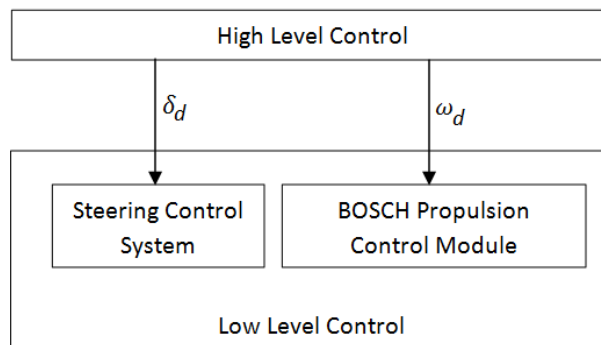 High Level Control
δd
ωd
Steering Control
System
BOSCH Propulsion
Control Module
Low Level Control